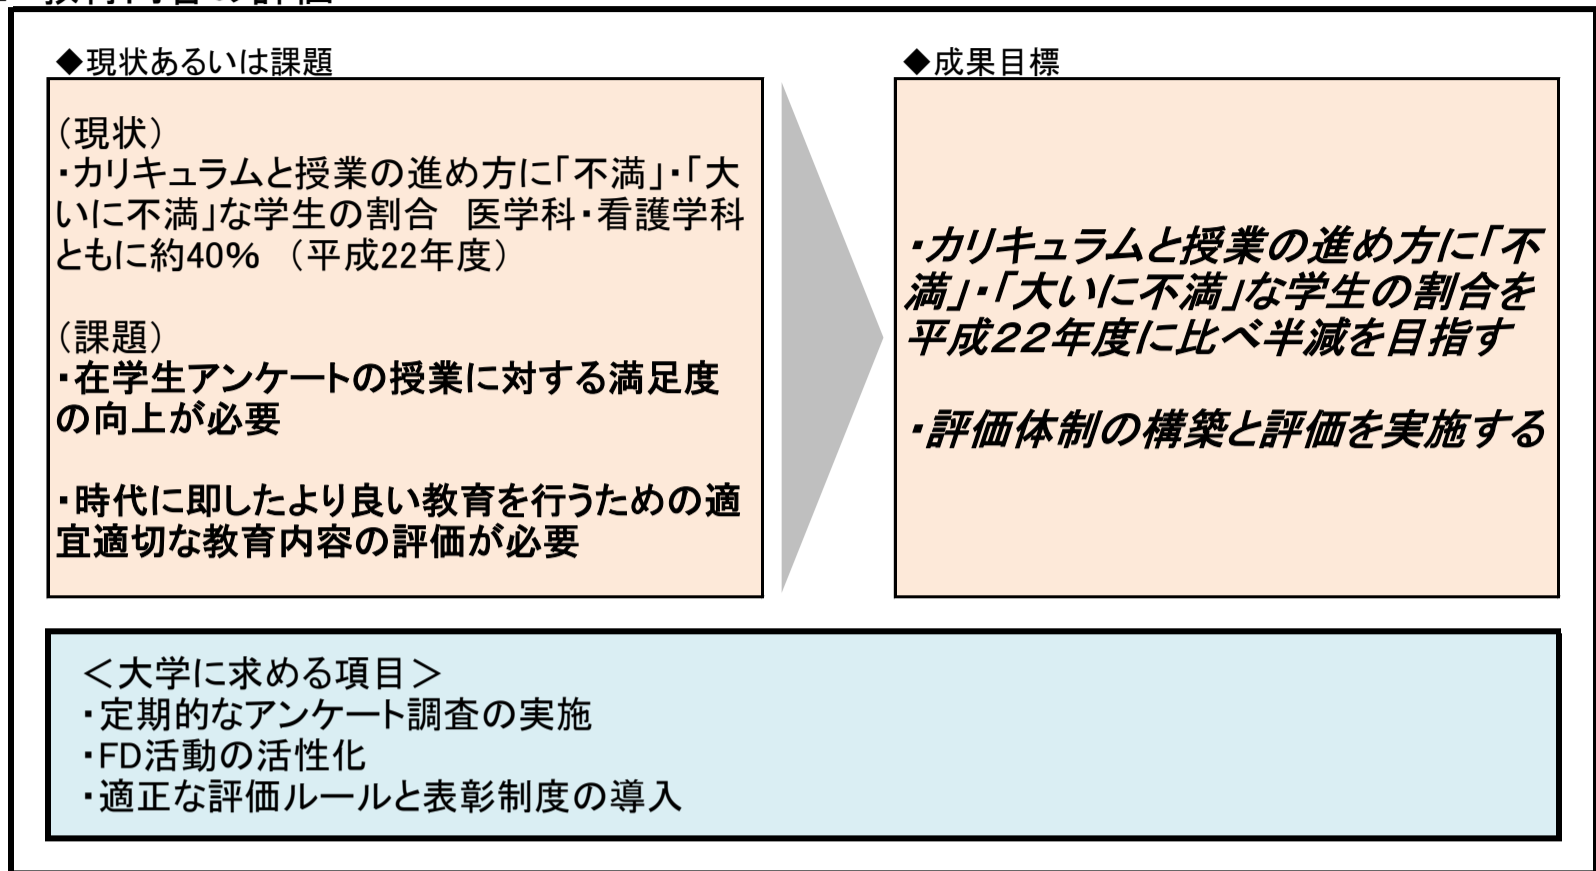 ◆現状あるいは課題
（現状）
・カリキュラムと授業の進め方に「不満」・「大
いに不満」な学生の割合　医学科・看護学科
ともに約40%　（平成22年度）
（課題）
・在学生アンケートの授業に対する満足度
の向上が必要
・時代に即したより良い教育を行うための適
宜適切な教育内容の評価が必要
◆成果目標
・カリキュラムと授業の進め方に「不
満」・「大いに不満」な学生の割合を
平成２２年度に比べ半減を目指す
・評価体制の構築と評価を実施する
＜大学に求める項目＞
・定期的なアンケート調査の実施
・FD活動の活性化
・適正な評価ルールと表彰制度の導入